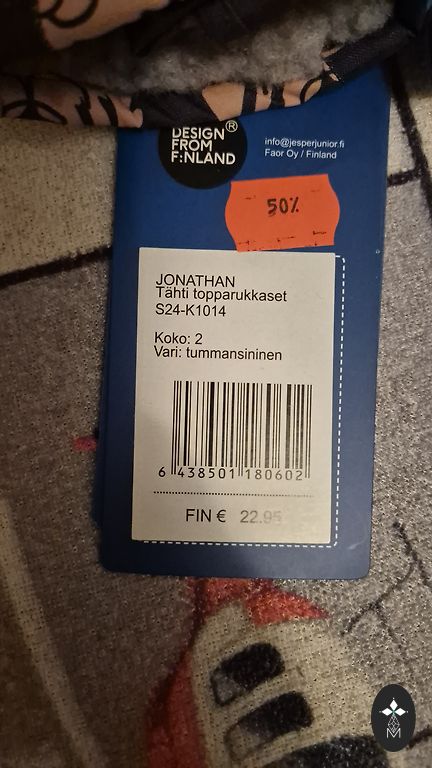 DESIGN®
FROM
F:NLAND
info@jesperjunior.fi
Faor Oy / Finland
50%
JONATHAN
Tähti topparukkaset
S24-K1014
Koko: 2
Vari: tummansininen
6 438501 180602
FIN € 22.95
M